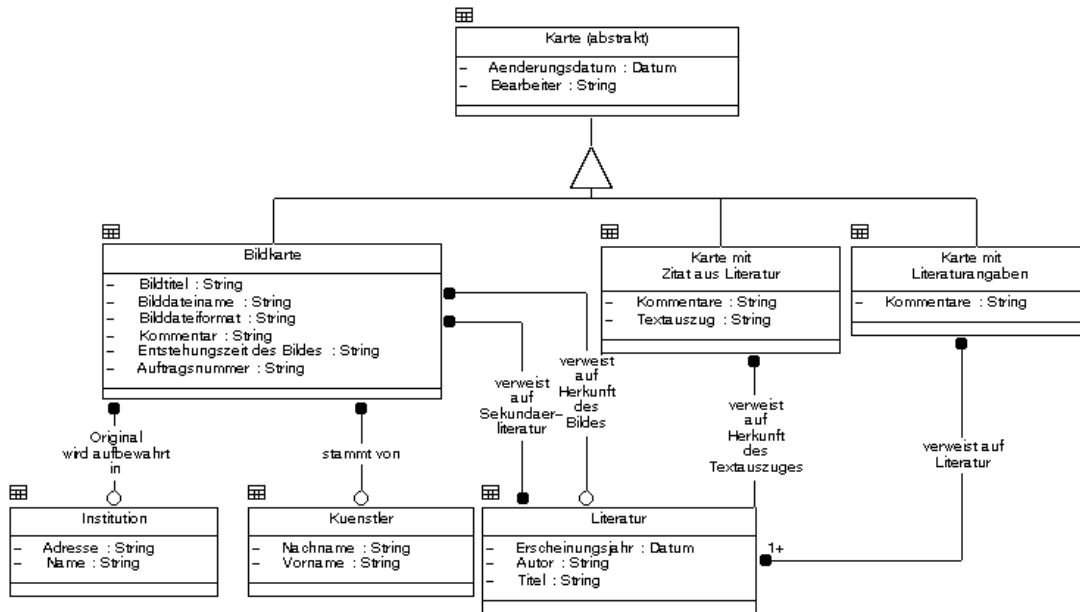 Karte (abstrakt)
- Aenderungsdatum : Datum
- Bearbeiter : String
Bildkarte
- Bildtitel : String
- Bilddateiname : String
- Bilddateiformat : String
- Kommentar : String
- Entstehungszeit des Bildes : String
- Auftragsnummer : String
Karte mit
Zitat aus Literatur
- Kommentare : String
- Textauszug : String
Karte mit
Literaturangaben
- Kommentare : String
Original
wird aufbewahrt
in
stammt von
verweist
auf
Sekundaer-
literatur
verweist
auf
Herkunft
des
Bildes
verweist
auf
Herkunft
des
Textauszuges
verweist auf
Literatur
Institution
- Adresse : String
- Name : String
Kuenstler
- Nachname : String
- Vorname : String
Literatur
- Erscheinungsjahr : Datum
- Autor : String
- Titel : String
1+